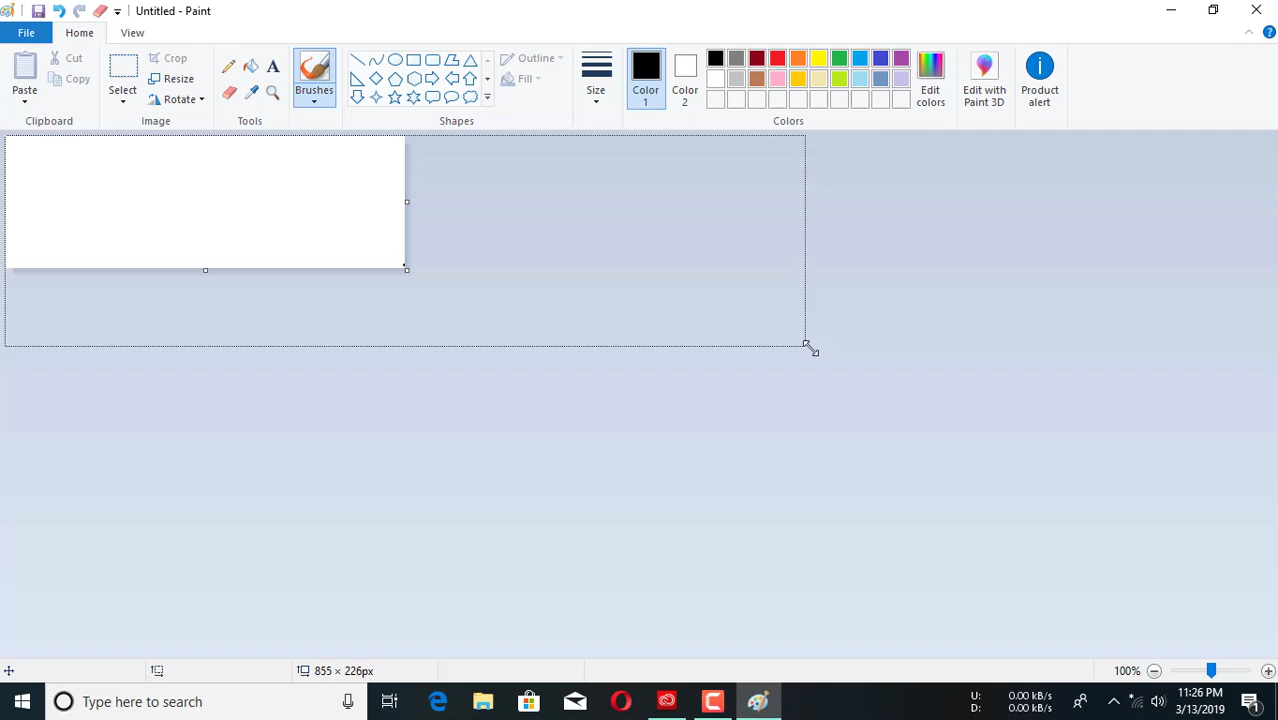 Untitled - Paint
File
Home
View
Paste
Cut
Copy
Clipboard
Select
Crop
Resize
Rotate
Image
A
Tools
Brushes
Shapes
Outline
Fill
Size
Color
1
Color
2
Colors
Edit
colors
Edit with
Paint 3D
Product
alert
855 × 226px
100%
Type here to search
U: 0.00 kB/s
D: 0.00 kB/s
11:26 PM
3/13/2019
1